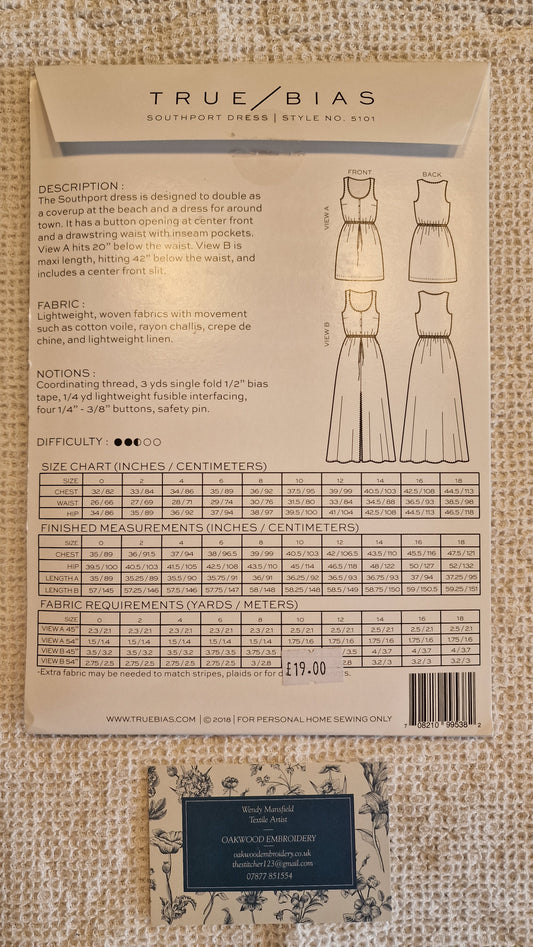 TRUE/BIAS
SOUTHPORT DRESS | STYLE NO. 5101
DESCRIPTION :
The Southport dress is designed to double as
a coverup at the beach and a dress for around
town. It has a button opening at center front
and a drawstring waist with inseam pockets.
View A hits 20" below the waist. View B is
maxi length, hitting 42" below the waist, and
includes a center front slit.
FABRIC :
Lightweight, woven fabrics with movement
such as cotton voile, rayon challis, crepe de
chine, and lightweight linen.
NOTIONS :
Coordinating thread, 3 yds single fold 1/2" bias
tape, 1/4 yd lightweight fusible interfacing,
four 1/4" - 3/8" buttons, safety pin.
DIFFICULTY :
FRONT BACK
VIEW A
VIEW B
SIZE CHART (INCHES / CENTIMETERS)
SIZE 0 2 4 6 8 10 12 14 16 18
CHEST 32/82 33/84 34/86 35/89 36/92 37.5/95 39/99 40.5/103 42.5/108 44.5/113
WAIST 26/66 27/69 28/71 29/74 30/76 31.5/80 33/84 34.5/88 36.5/93 38.5/98
HIP 34/86 35/89 36/92 37/94 38/97 39.5/100 41/104 42.5/108 44.5/113 46.5/118
FINISHED MEASUREMENTS (INCHES / CENTIMETERS)
SIZE 0 2 4 6 8 10 12 14 16 18
CHEST 35/89 36/91.5 37/94 38/96.5 39/99 40.5/103 42/106.5 43.5/110 45.5/116 47.5/121
HIP 39.5/100 40.5/103 41.5/105 42.5/108 43.5/110 45/114 46.5/118 48/122 50/127 52/132
LENGTH A 35/89 35.25/89 35.5/90 35.75/91 36/91 36.25/92 36.5/93 36.75/93 37/94 37.25/95
LENGTH B 57/145 57.25/145 57.5/146 57.75/147 58/148 58.25/148 58.5/149 58.75/150 59/150 59.25/151
FABRIC REQUIREMENTS (YARDS / METERS)
SIZE 0 2 4 6 8 10 12 14 16 18
VIEW A 45" 2.3/2.1 2.3/2.1 2.3/2.1 2.3/2.1 2.3/2.1 2.5/2.1 2.5/2.1 2.5/2.1 2.5/2.1 2.5/2.1
VIEW A 54" 1.5/1.4 1.5/1.4 1.5/1.4 1.5/1.4 1.5/1.4 1.75/1.6 1.75/1.6 1.75/1.6 1.75/1.6 1.75/1.6
VIEW B 45" 3.5/3.2 3.5/3.2 3.5/3.2 3.75/3.5 3.75/3.5 4/3.7 4/3.7 4/3.7
VIEW B 54" 2.75/2.5 2.75/2.5 2.75/2.5 2.75/2.5 3/2.8 3.2/3 3.2/3 3.2/3
*Extra fabric may be needed to match stripes, plaids or for
£19.00
WWW.TRUEBIAS.COM | ©2018 | FOR PERSONAL HOME SEWING ONLY
7 08210 99538 2
Wendy Mansfield
Textile Artist
OAKWOOD EMBROIDERY
oakwoodembroidery.co.uk
thestitcher123@gmail.com
07877 851554